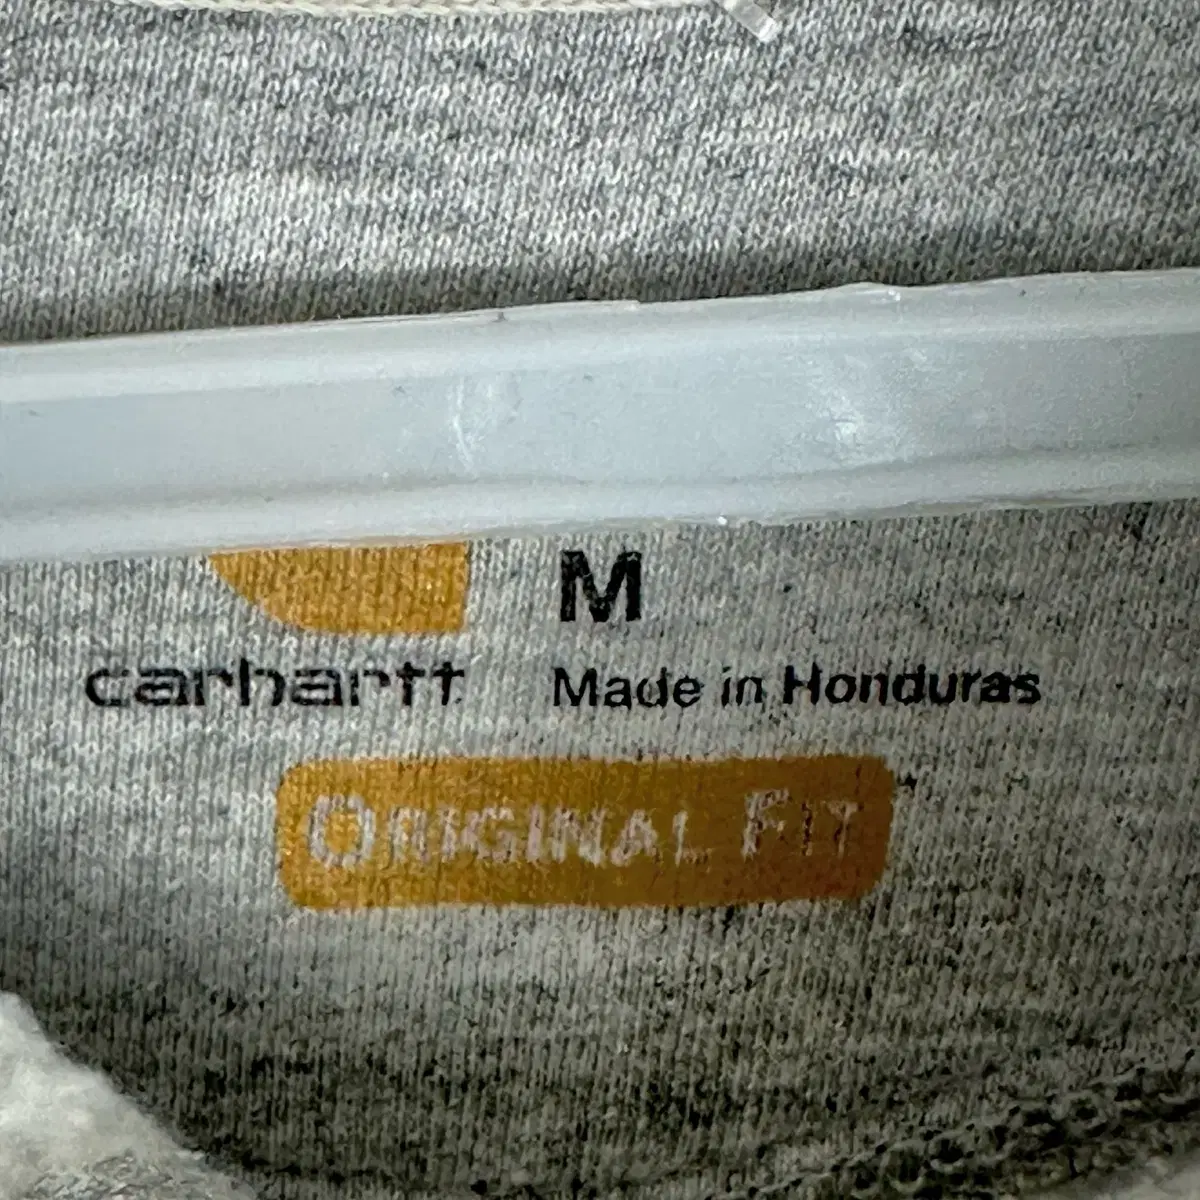 M
carhartt Made in Honduras
ORIGINAL FIT